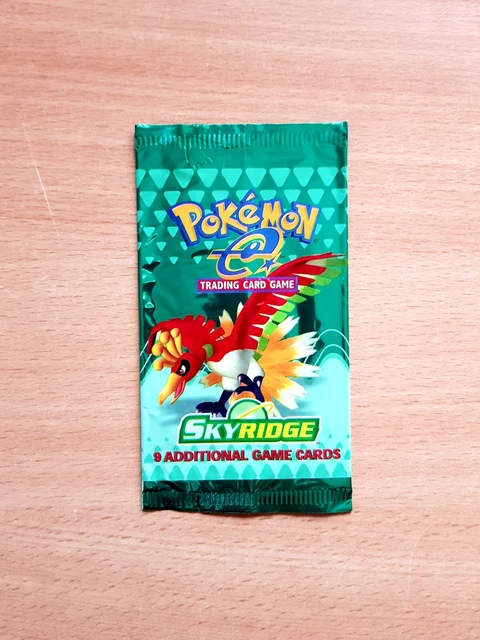 POKéMON
e
TRADING CARD GAME
SKYRIDGE
9 ADDITIONAL GAME CARDS